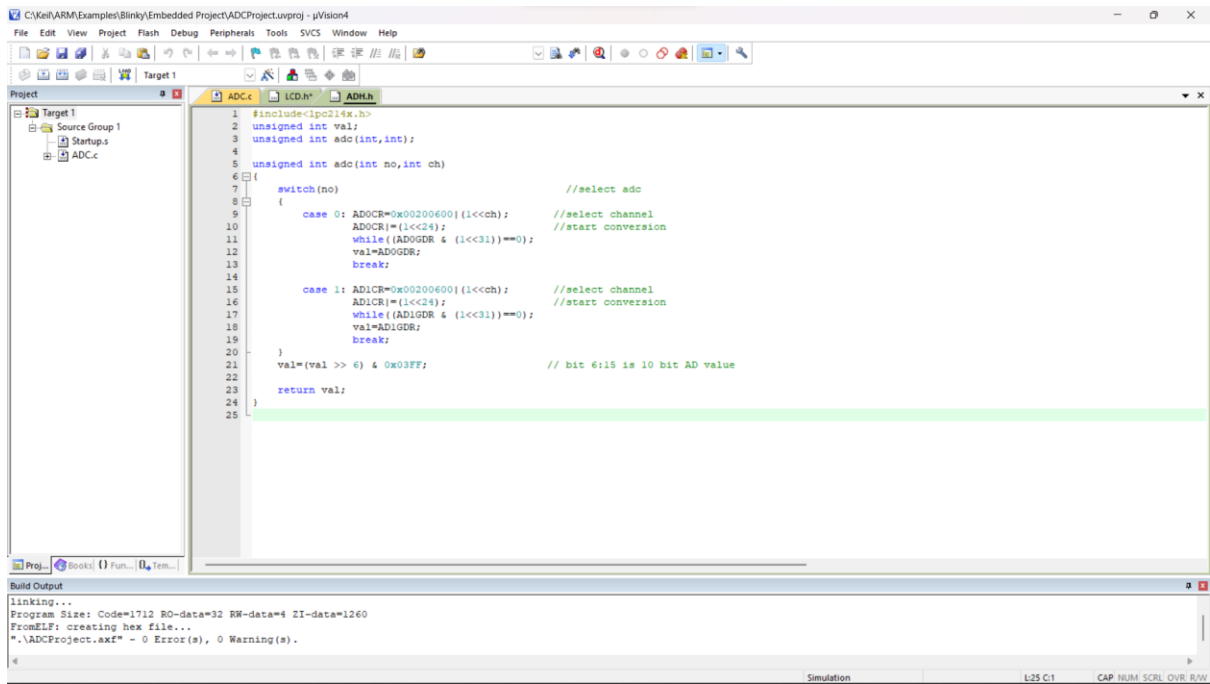 C:\Keil\ARM\Examples\Blinky\Embedded Project\ADCProject.uvproj - µVision4
File Edit View Project Flash Debug Peripherals Tools SVCS Window Help
Target 1
Project
ADC.c LCD.h* ADH.h
Target 1
Source Group 1
Startup.s
ADC.c
1 #include<lpc214x.h>
2 unsigned int val;
3 unsigned int adc(int,int);
4
5 unsigned int adc(int no,int ch)
6 {
7 switch(no) //select adc
8 {
9 case 0: AD0CR=0x00200600|(1<<ch); //select channel
10 AD0CR|=(1<<24); //start conversion
11 while((AD0GDR & (1<<31))==0);
12 val=AD0GDR;
13 break;
14
15 case 1: AD1CR=0x00200600|(1<<ch); //select channel
16 AD1CR|=(1<<24); //start conversion
17 while((AD1GDR & (1<<31))==0);
18 val=AD1GDR;
19 break;
20 }
21 val=(val >> 6) & 0x03FF; // bit 6:15 is 10 bit AD value
22
23 return val;
24 }
25
Proj... Books {} Fun... Tem...
Build Output
linking...
Program Size: Code=1712 RO-data=32 RW-data=4 ZI-data=1260
FromELF: creating hex file...
".\ADCProject.axf" - 0 Error(s), 0 Warning(s).
Simulation L:25 C:1 CAP NUM SCRL OVR R/W